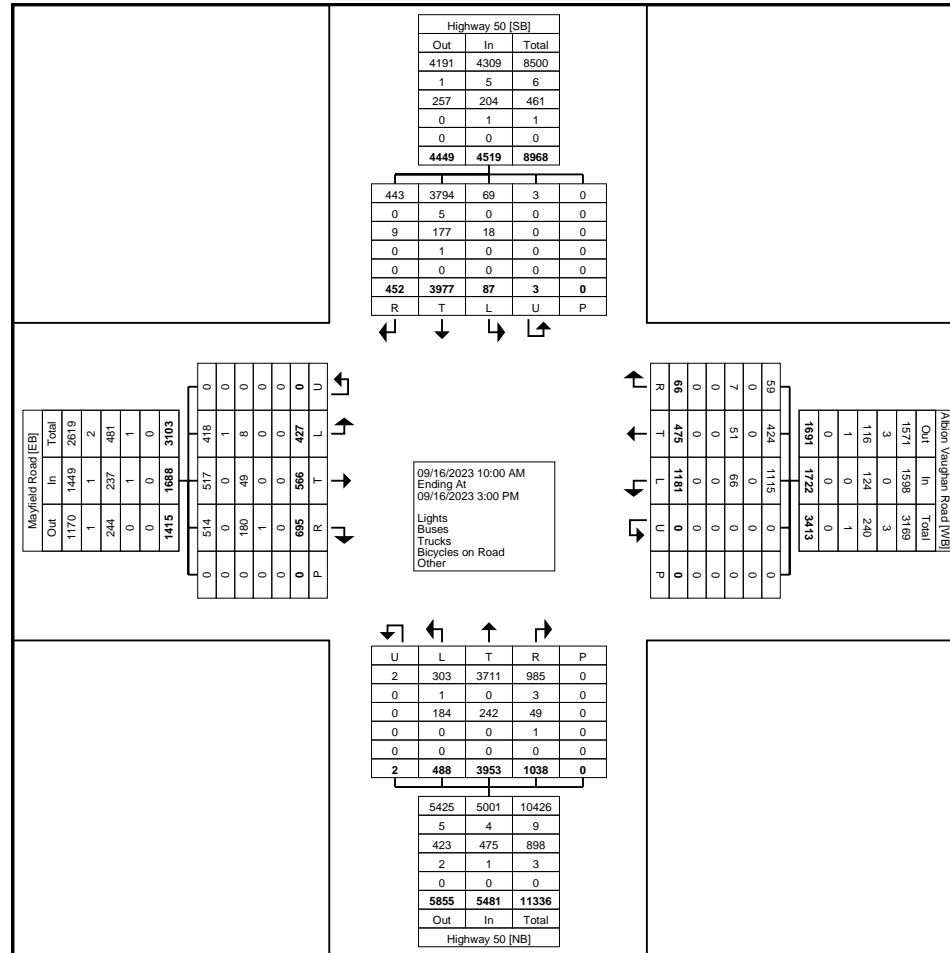 Highway 50 [SB]
Out In Total
4191 4309 8500
1 5 6
257 204 461
0 1 1
0 0 0
4449 4519 8968
443 3794 69 3 0
0 5 0 0 0
9 177 18 0 0
0 1 0 0 0
0 0 0 0 0
452 3977 87 3 0
R T L U P
Mayfield Road [EB]
Total 2619 2 481 1 0 3103
In 1449 1 237 1 0 1688
Out 1170 1 244 0 0 1415
0 0 0 0 0 0 U
418 1 8 0 0 427 L
517 0 49 0 0 566 T
514 0 180 1 0 695 R
0 0 0 0 0 0 P
09/16/2023 10:00 AM
Ending At
09/16/2023 3:00 PM
Lights
Buses
Trucks
Bicycles on Road
Other
R 66 0 0 7 0 59
T 475 0 0 51 0 424
L 1181 0 0 66 0 1115
U 0 0 0 0 0 0
P 0 0 0 0 0 0
Albion Vaughan Road [WB]
Out 1571 3 116 1 0 1691
In 1598 0 124 0 0 1722
Total 3169 3 240 1 0 3413
U L T R P
2 303 3711 985 0
0 1 0 3 0
0 184 242 49 0
0 0 0 1 0
0 0 0 0 0
2 488 3953 1038 0
5425 5001 10426
5 4 9
423 475 898
2 1 3
0 0 0
5855 5481 11336
Out In Total
Highway 50 [NB]